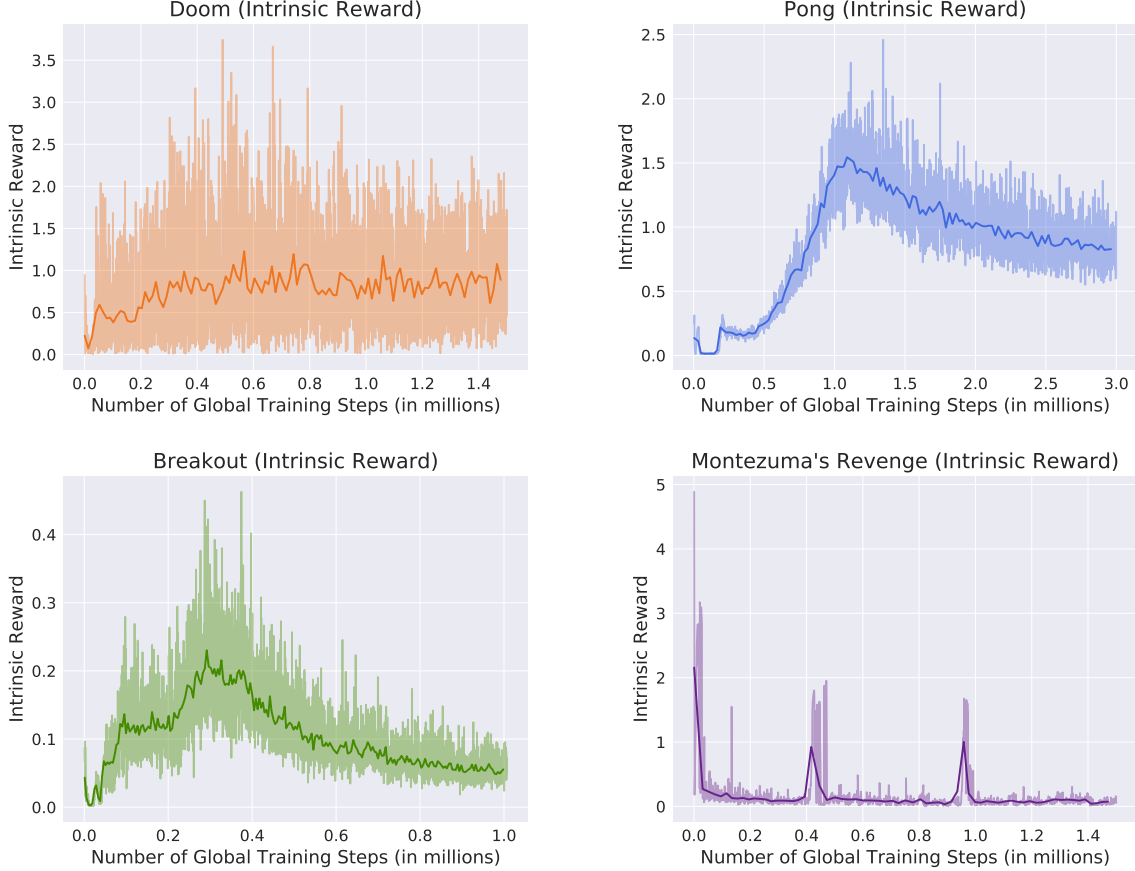 Doom (Intrinsic Reward)
Intrinsic Reward
3.5
3.0
2.5
2.0
1.5
1.0
0.5
0.0
0.0 0.2 0.4 0.6 0.8 1.0 1.2 1.4
Number of Global Training Steps (in millions)
Pong (Intrinsic Reward)
Intrinsic Reward
2.5
2.0
1.5
1.0
0.5
0.0
0.0 0.5 1.0 1.5 2.0 2.5 3.0
Number of Global Training Steps (in millions)
Breakout (Intrinsic Reward)
Intrinsic Reward
0.4
0.3
0.2
0.1
0.0
0.0 0.2 0.4 0.6 0.8 1.0
Number of Global Training Steps (in millions)
Montezuma's Revenge (Intrinsic Reward)
Intrinsic Reward
5
4
3
2
1
0
0.0 0.2 0.4 0.6 0.8 1.0 1.2 1.4
Number of Global Training Steps (in millions)